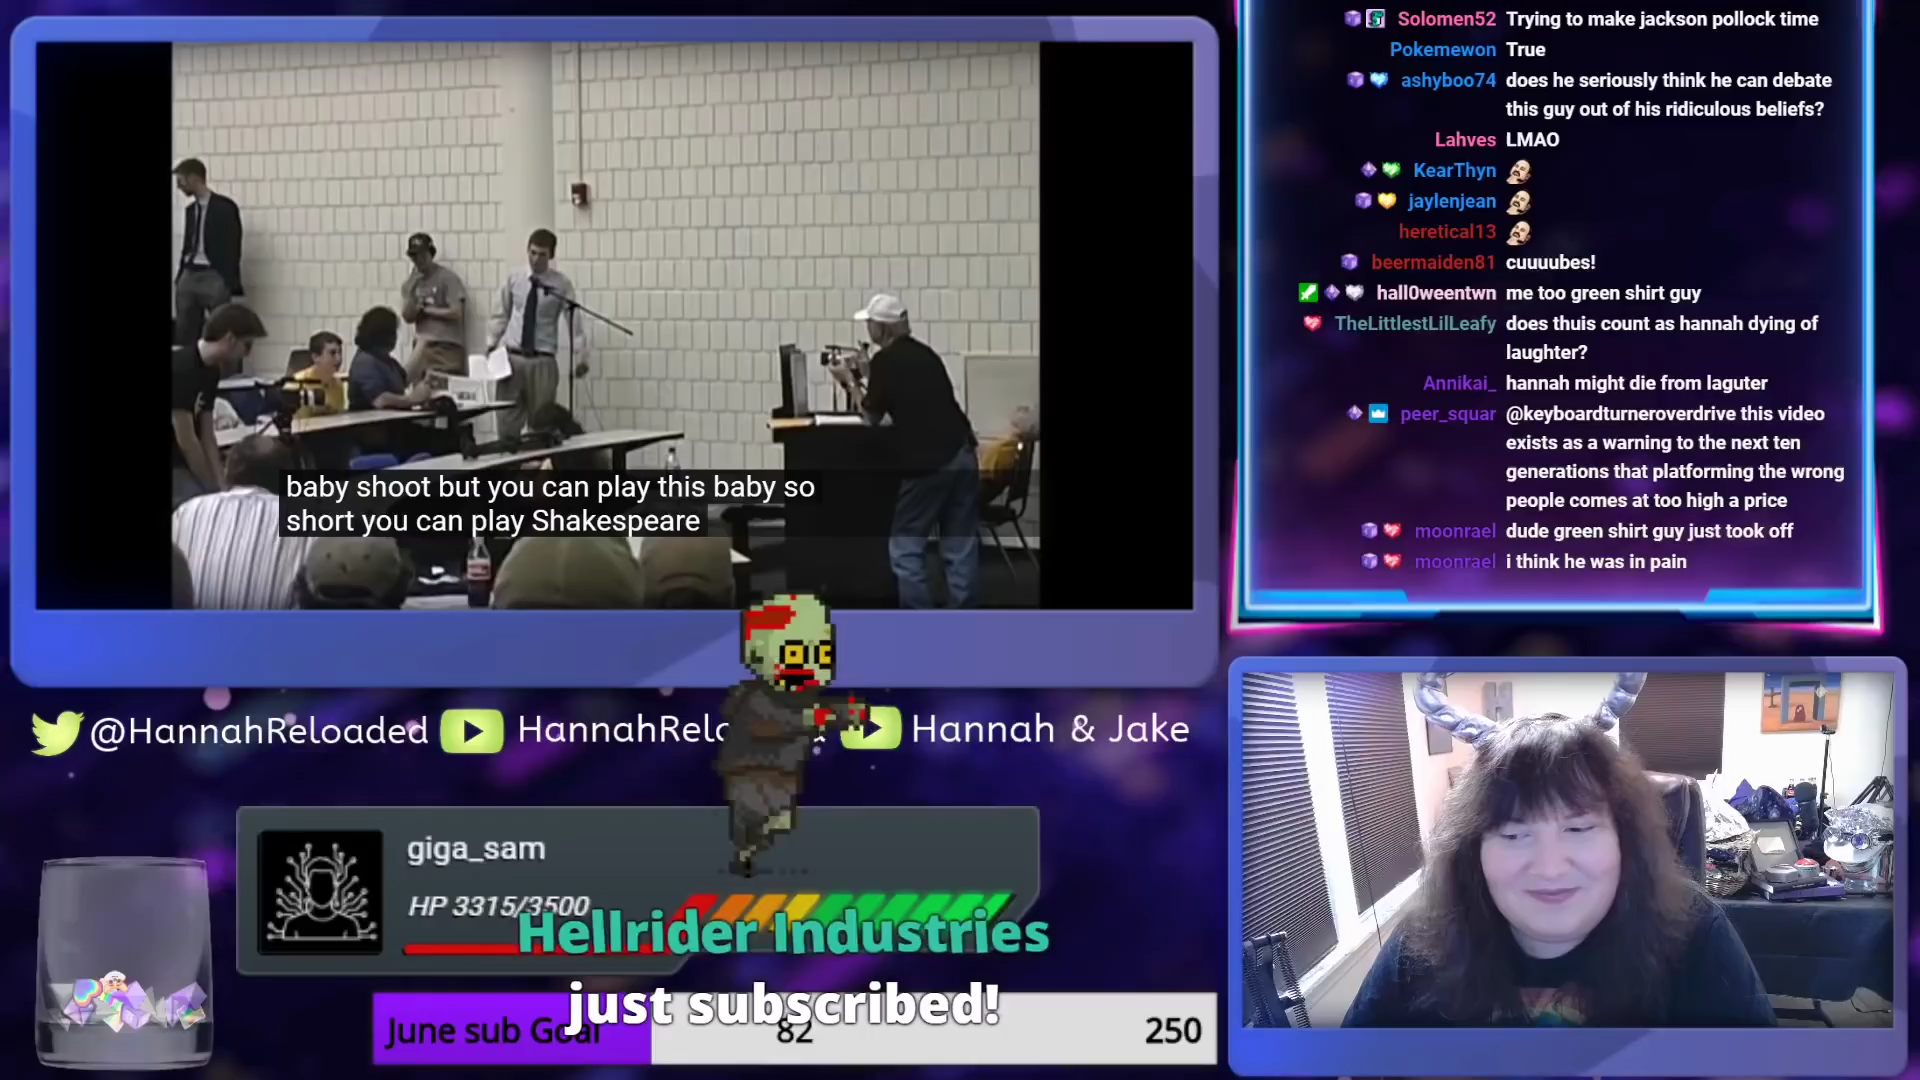 baby shoot but you can play this baby so
short you can play Shakespeare
@HannahReloaded
HannahRelo
Hannah & Jake
giga_sam
HP 3315/3500
Hellrider Industries
just subscribed!
June sub Goal
82
250
Solomen52 Trying to make jackson pollock time
Pokemewon True
ashyboo74 does he seriously think he can debate
this guy out of his ridiculous beliefs?
Lahves LMAO
KearThyn
jaylenjean
heretical13
beermaiden81 cuuuubes!
hall0weentwn me too green shirt guy
TheLittlestLilLeafy does thuis count as hannah dying of
laughter?
Annikai_ hannah might die from laguter
peer_squar @keyboardturneroverdrive this video
exists as a warning to the next ten
generations that platforming the wrong
people comes at too high a price
moonrael dude green shirt guy just took off
moonrael i think he was in pain